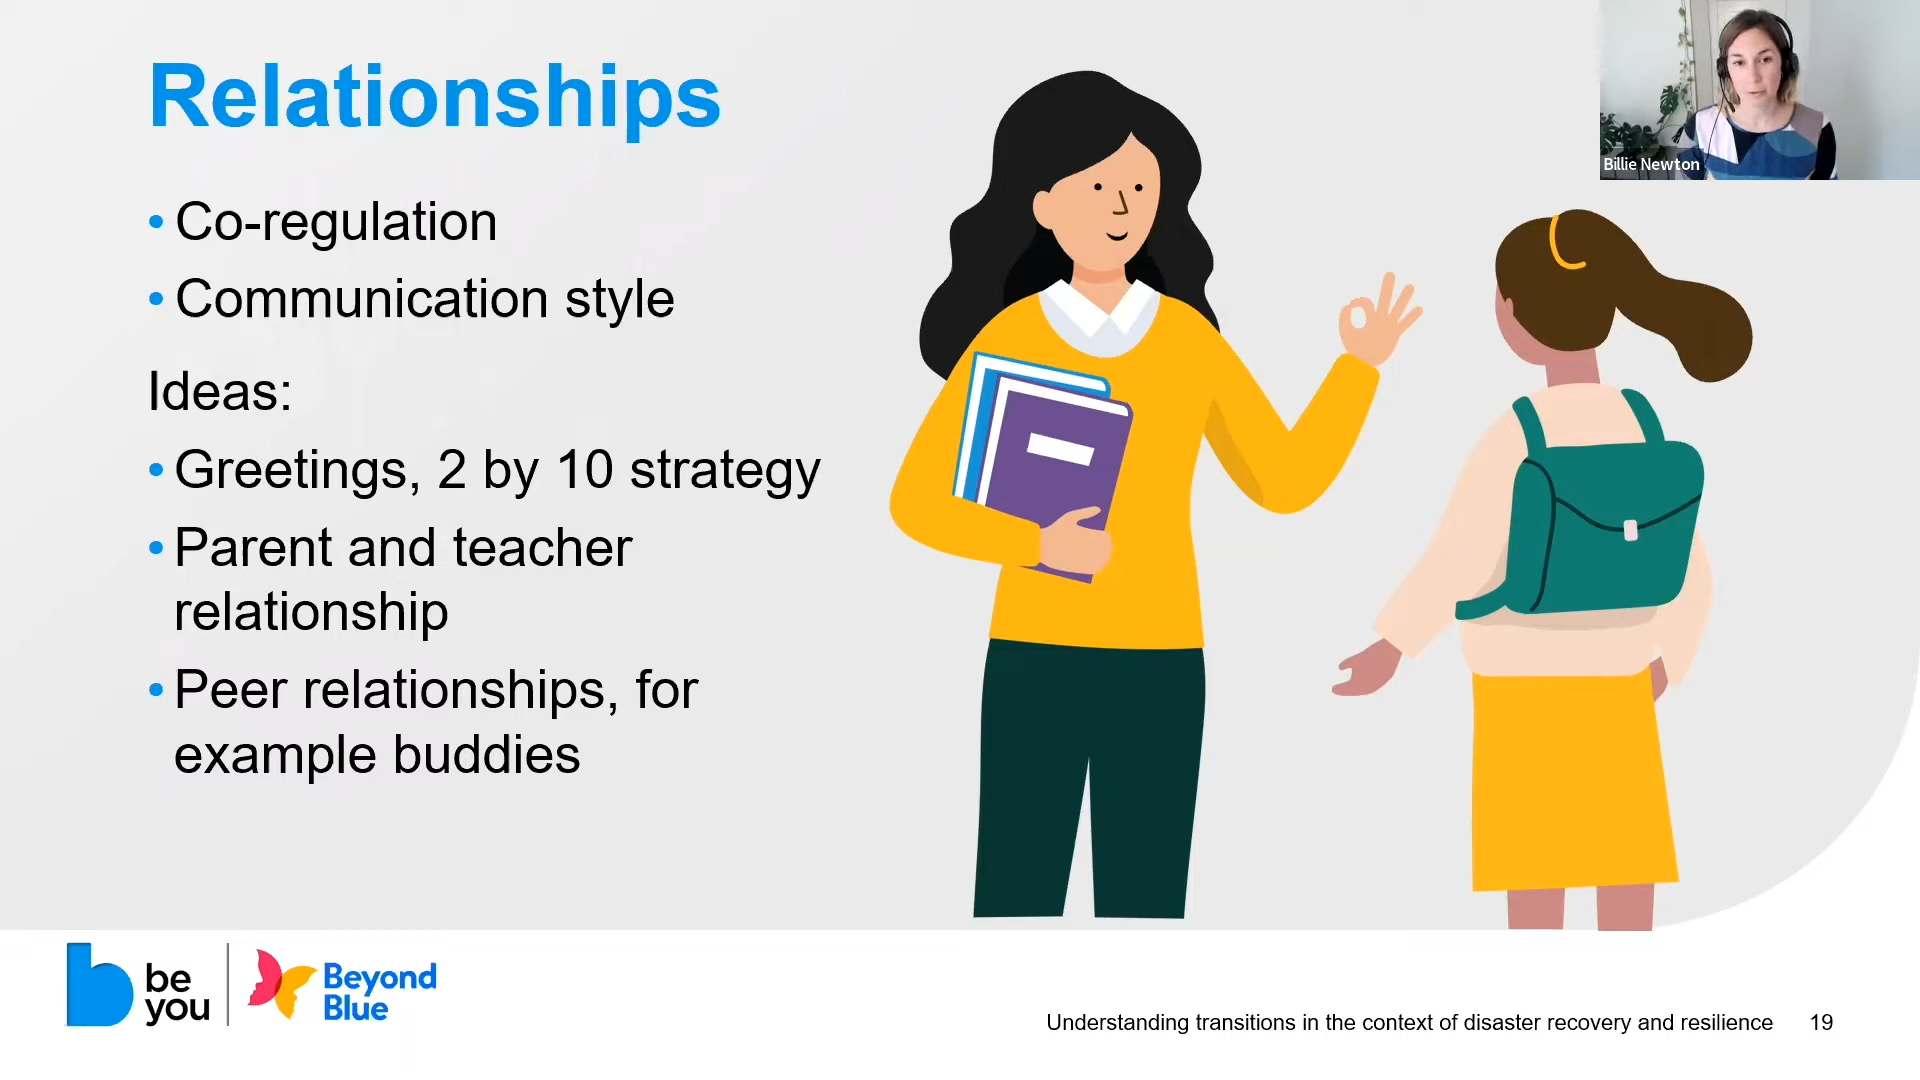 Relationships
Billie Newton
• Co-regulation
• Communication style
Ideas:
• Greetings, 2 by 10 strategy
• Parent and teacher
relationship
• Peer relationships, for
example buddies
be
you
Beyond
Blue
Understanding transitions in the context of disaster recovery and resilience 19